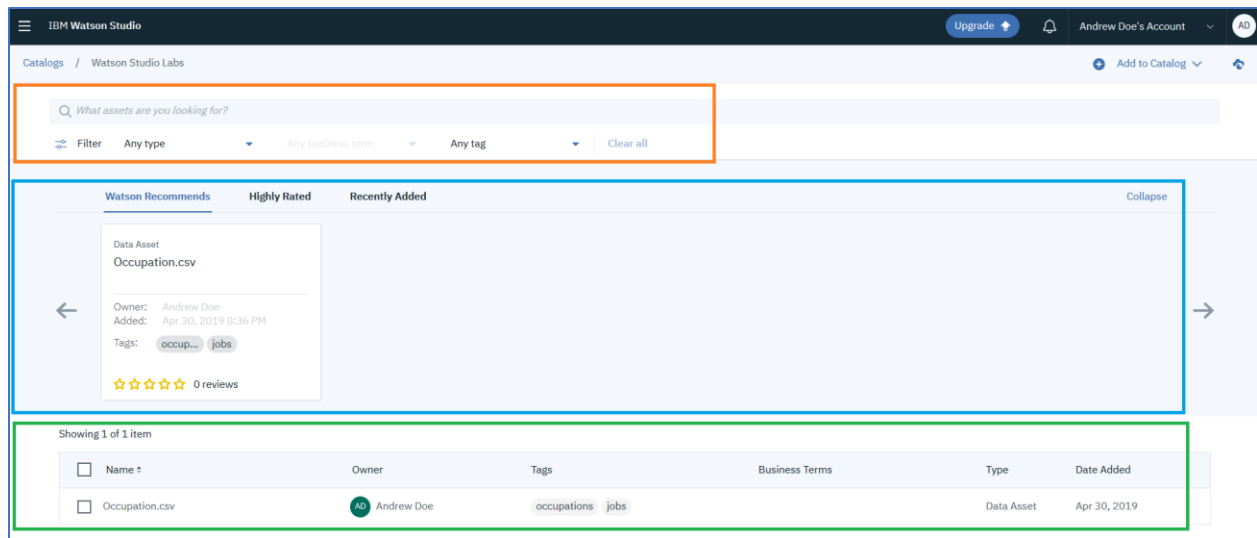 IBM Watson Studio Upgrade Andrew Doe's Account AD
Catalogs / Watson Studio Labs Add to Catalog
What assets are you looking for?
Filter Any type Any business term Any tag Clear all
Watson Recommends Highly Rated Recently Added Collapse
Data Asset
Occupation.csv
Owner: Andrew Doe
Added: Apr 30, 2019 8:36 PM
Tags: occup... jobs
0 reviews
Showing 1 of 1 item
Name Owner Tags Business Terms Type Date Added
Occupation.csv AD Andrew Doe occupations jobs Data Asset Apr 30, 2019